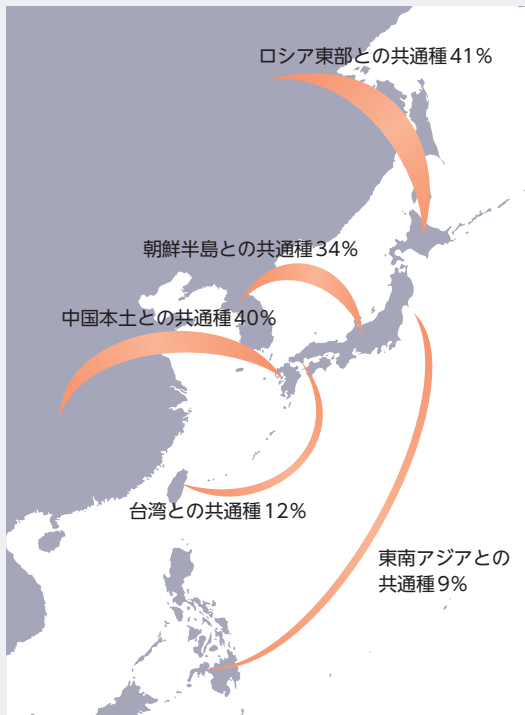 ロシア東部との共通種41%
朝鮮半島との共通種34%
中国本土との共通種40%
台湾との共通種12%
東南アジアとの
共通種9%